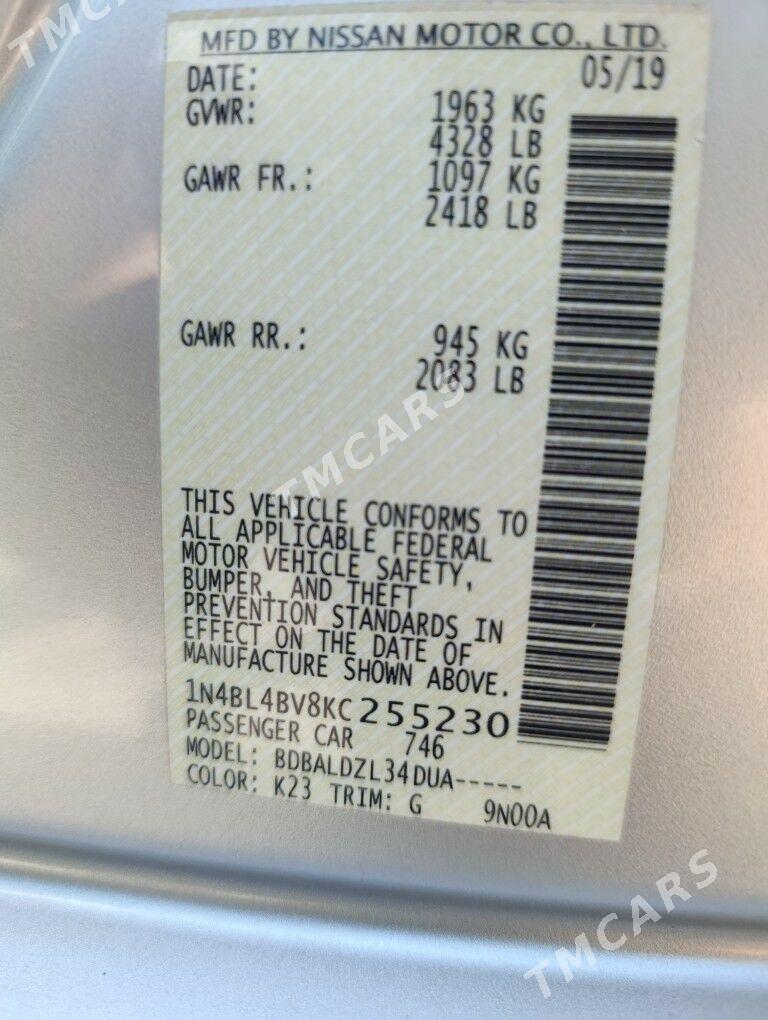 MFD BY NISSAN MOTOR CO., LTD.
DATE: 05/19
GVWR: 1963 KG
4328 LB
GAWR FR.: 1097 KG
2418 LB
GAWR RR.: 945 KG
2083 LB
THIS VEHICLE CONFORMS TO
ALL APPLICABLE FEDERAL
MOTOR VEHICLE SAFETY,
BUMPER, AND THEFT
PREVENTION STANDARDS IN
EFFECT ON THE DATE OF
MANUFACTURE SHOWN ABOVE.
1N4BL4BV8KC255230
PASSENGER CAR 746
MODEL: BDBALDZL34DUA-----
COLOR: K23 TRIM: G 9N00A
TMCARS
TMCARS
TMCARS